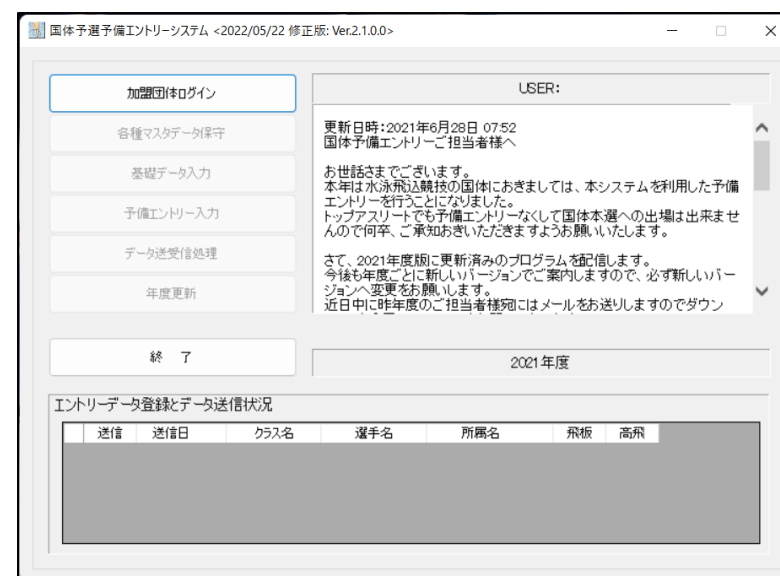 国体予選予備エントリーシステム <2022/05/22 修正版: Ver.2.1.0.0>
加盟団体ログイン
各種マスタデータ保守
基礎データ入力
予備エントリー入力
データ送受信処理
年度更新
終 了
USER:
更新日時:2021年6月28日 07:52
国体予備エントリーご担当者様へ
お世話さまでございます。
本年は水泳飛込競技の国体におきましては、本システムを利用した予備
エントリーを行うことになりました。
トップアスリートでも予備エントリーなくして国体本選への出場は出来ませ
んので何卒、ご承知おきいただきますようお願いいたします。
さて、2021年度版に更新済みのプログラムを配信します。
今後も年度ごとに新しいバージョンでご案内しますので、必ず新しいバー
ジョンへ変更をお願いします。
近日中に昨年度のご担当者様宛にはメールをお送りしますのでダウン
2021年度
エントリーデータ登録とデータ送信状況
送信 送信日 クラス名 選手名 所属名 飛板 高飛